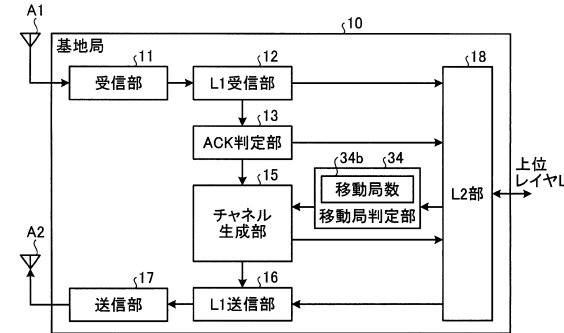 A1
10
基地局
11
受信部
12
L1受信部
18
13
ACK判定部
34b
34
移動局数
移動局判定部
15
チャネル
生成部
L2部
上位
レイヤL
A2
17
送信部
16
L1送信部